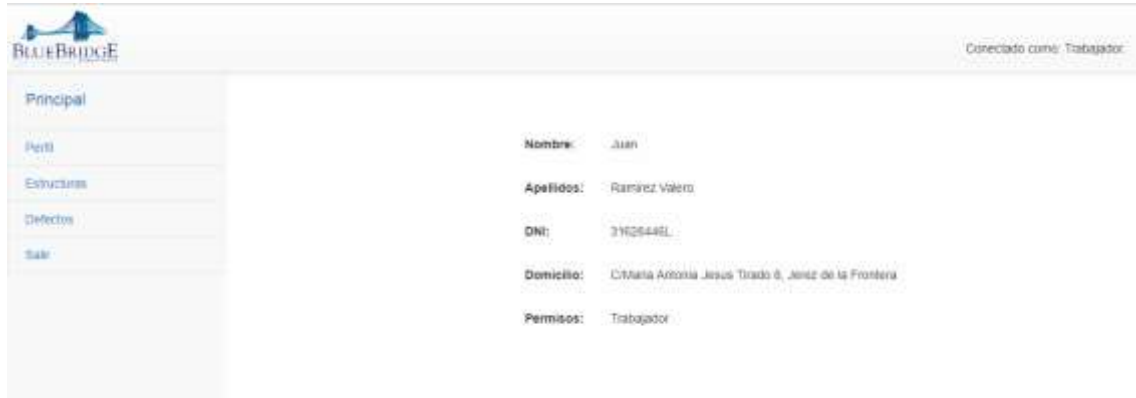 BLUEBRIDGE
Conectado como: Trabajador
Principal
Perfil
Estructuras
Defectos
Salir
Nombre: Juan
Apellidos: Ramirez Valero
DNI:
Domicilio: C/Maria Antonia Jesus Tirado 6, Jerez de la Frontera
Permisos: Trabajador